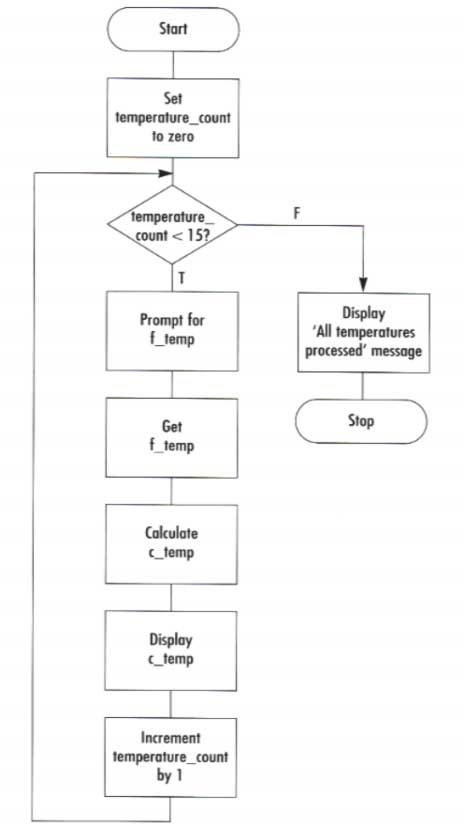 Start
Set
temperature_count
to zero
temperature_
count < 15?
F
T
Prompt for
f_temp
Get
f_temp
Calculate
c_temp
Display
c_temp
Increment
temperature_count
by 1
Display
'All temperatures
processed' message
Stop